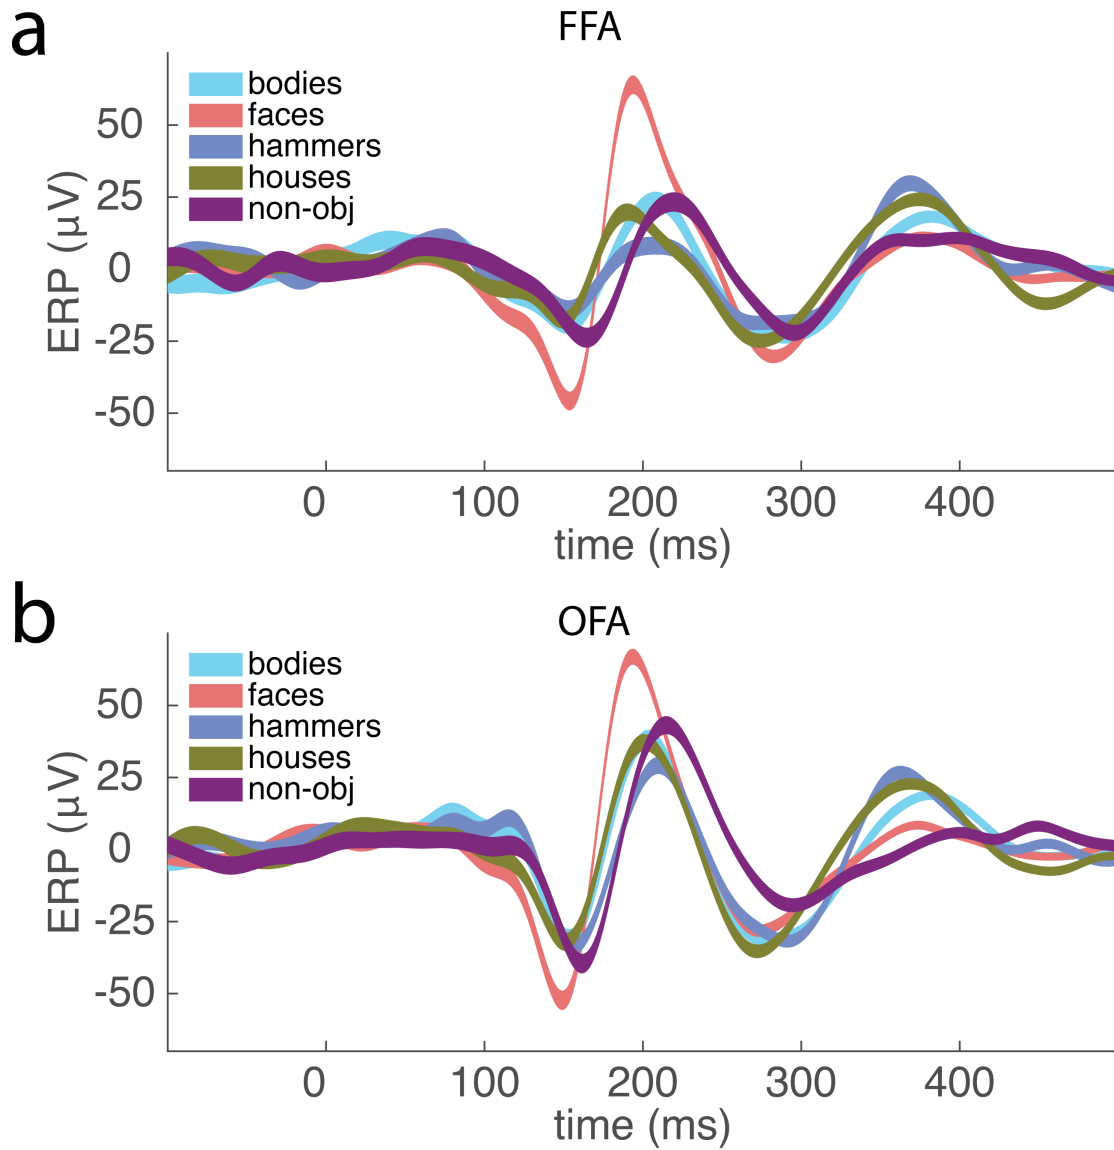 a
FFA
bodies
faces
hammers
houses
non-obj
50
25
0
-25
-50
ERP (µV)
0 100 200 300 400
time (ms)
b
OFA
bodies
faces
hammers
houses
non-obj
50
25
0
-25
-50
ERP (µV)
0 100 200 300 400
time (ms)